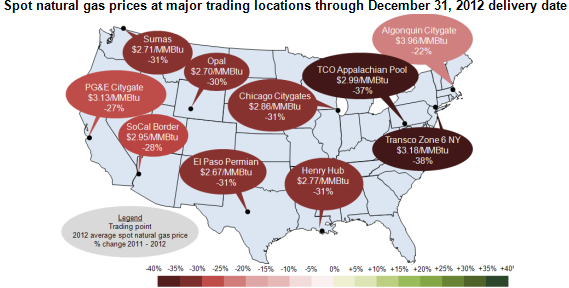 Spot natural gas prices at major trading locations through December 31, 2012 delivery date
Algonquin Citygate
$3.96/MMBtu
-22%
Sumas
$2.71/MMBtu
-31%
Opal
$2.70/MMBtu
-30%
TCO Appalachian Pool
$2.99/MMBtu
-37%
PG&E Citygate
$3.13/MMBtu
-27%
Chicago Citygates
$2.86/MMBtu
-31%
SoCal Border
$2.95/MMBtu
-28%
Transco Zone 6 NY
$3.18/MMBtu
-38%
El Paso Permian
$2.67/MMBtu
-31%
Henry Hub
$2.77/MMBtu
-31%
Legend
Trading point
2012 average spot natural gas price
% change 2011 - 2012
-40% -35% -30% -25% -20% -15% -10% -5% 0% +5% +10% +15% +20% +25% +30% +35% +40